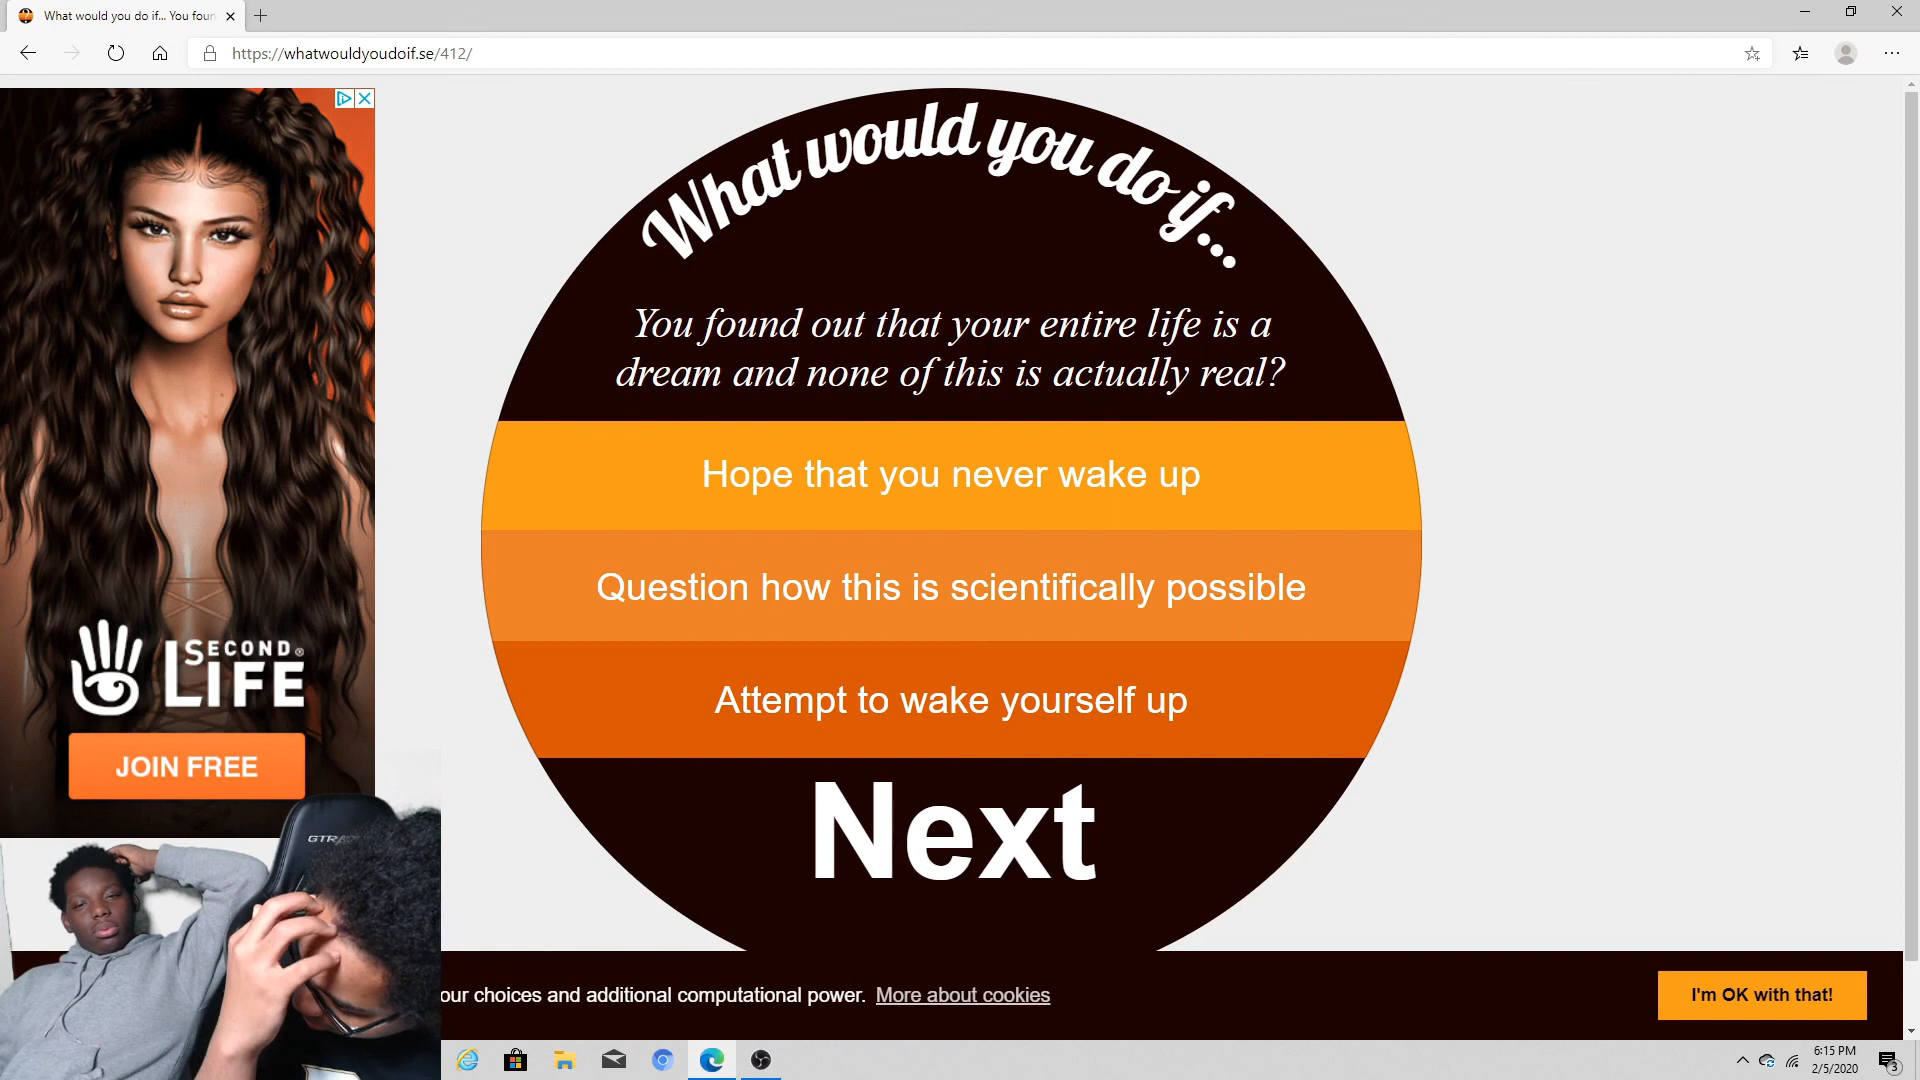 What would you do if... You foun
https://whatwouldyoudoif.se/412/
What would you do if...
You found out that your entire life is a
dream and none of this is actually real?
Hope that you never wake up
Question how this is scientifically possible
Attempt to wake yourself up
Next
SECOND
LIFE
JOIN FREE
our choices and additional computational power. More about cookies
I'm OK with that!
6:15 PM
2/5/2020
3